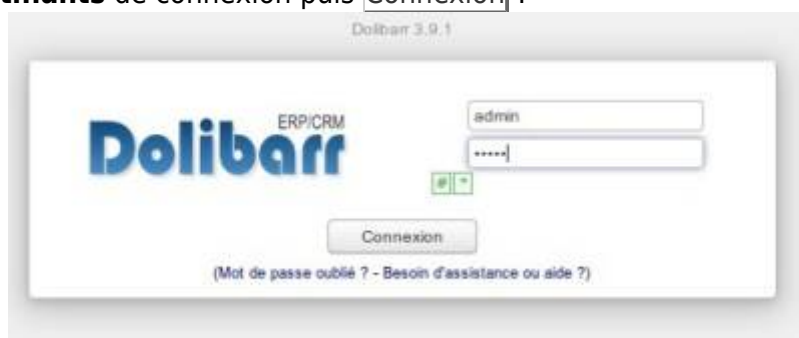 de connexion puis Connexion :
Dolibarr 3.9.1
ERP/CRM
Dolibarr
admin
•••••
# *
Connexion
(Mot de passe oublié ? - Besoin d'assistance ou aide ?)